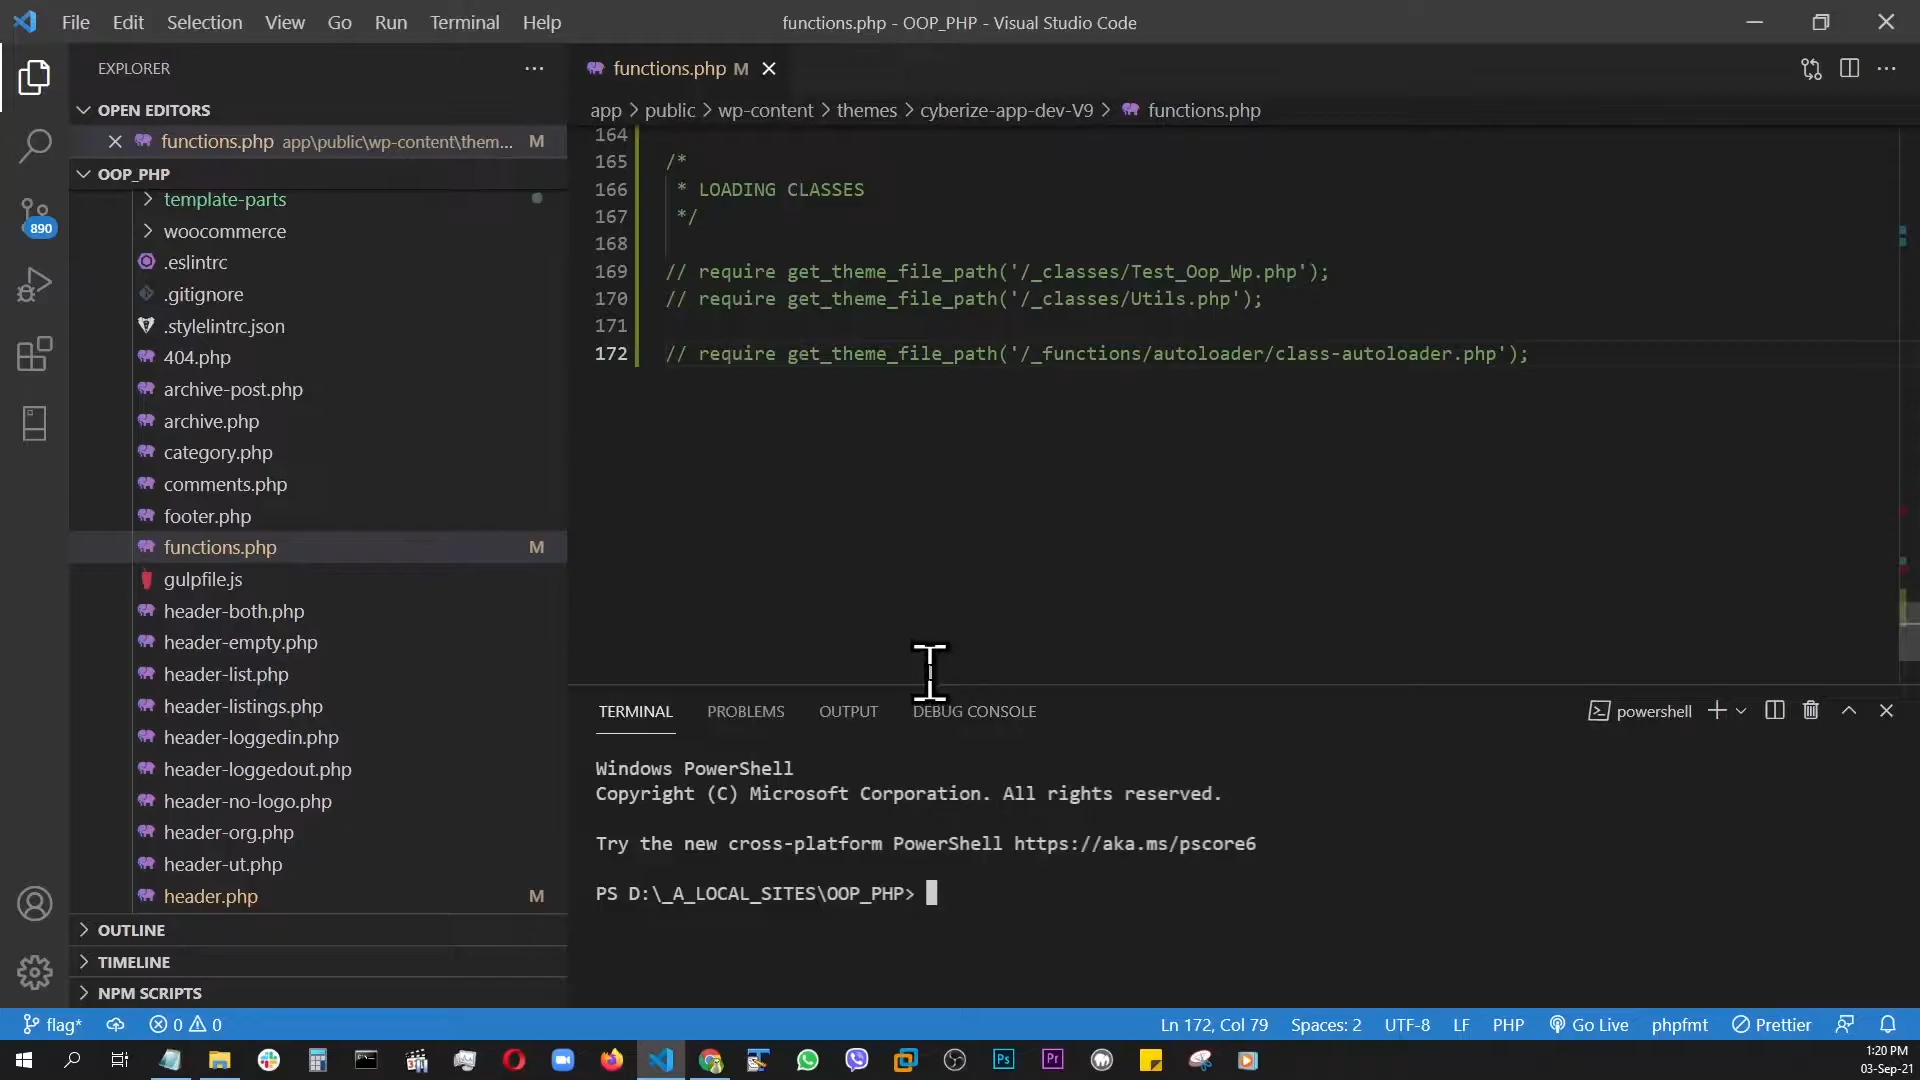 File Edit Selection View Go Run Terminal Help
functions.php - OOP_PHP - Visual Studio Code
EXPLORER
OPEN EDITORS
functions.php app\public\wp-content\them... M
OOP_PHP
template-parts
woocommerce
.eslintrc
.gitignore
.stylelintrc.json
404.php
archive-post.php
archive.php
category.php
comments.php
footer.php
functions.php M
gulpfile.js
header-both.php
header-empty.php
header-list.php
header-listings.php
header-loggedin.php
header-loggedout.php
header-no-logo.php
header-org.php
header-ut.php
header.php M
OUTLINE
TIMELINE
NPM SCRIPTS
890
functions.php M
app > public > wp-content > themes > cyberize-app-dev-V9 > functions.php
164
165 /*
166 * LOADING CLASSES
167 */
168
169 // require get_theme_file_path('/_classes/Test_Oop_Wp.php');
170 // require get_theme_file_path('/_classes/Utils.php');
171
172 // require get_theme_file_path('/_functions/autoloader/class-autoloader.php');
TERMINAL PROBLEMS OUTPUT DEBUG CONSOLE
powershell
Windows PowerShell
Copyright (C) Microsoft Corporation. All rights reserved.
Try the new cross-platform PowerShell https://aka.ms/pscore6
PS D:\_A_LOCAL_SITES\OOP_PHP>
flag* 0 0
Ln 172, Col 79 Spaces: 2 UTF-8 LF PHP Go Live phpfmt Prettier
Ps Pr
1:20 PM
03-Sep-21